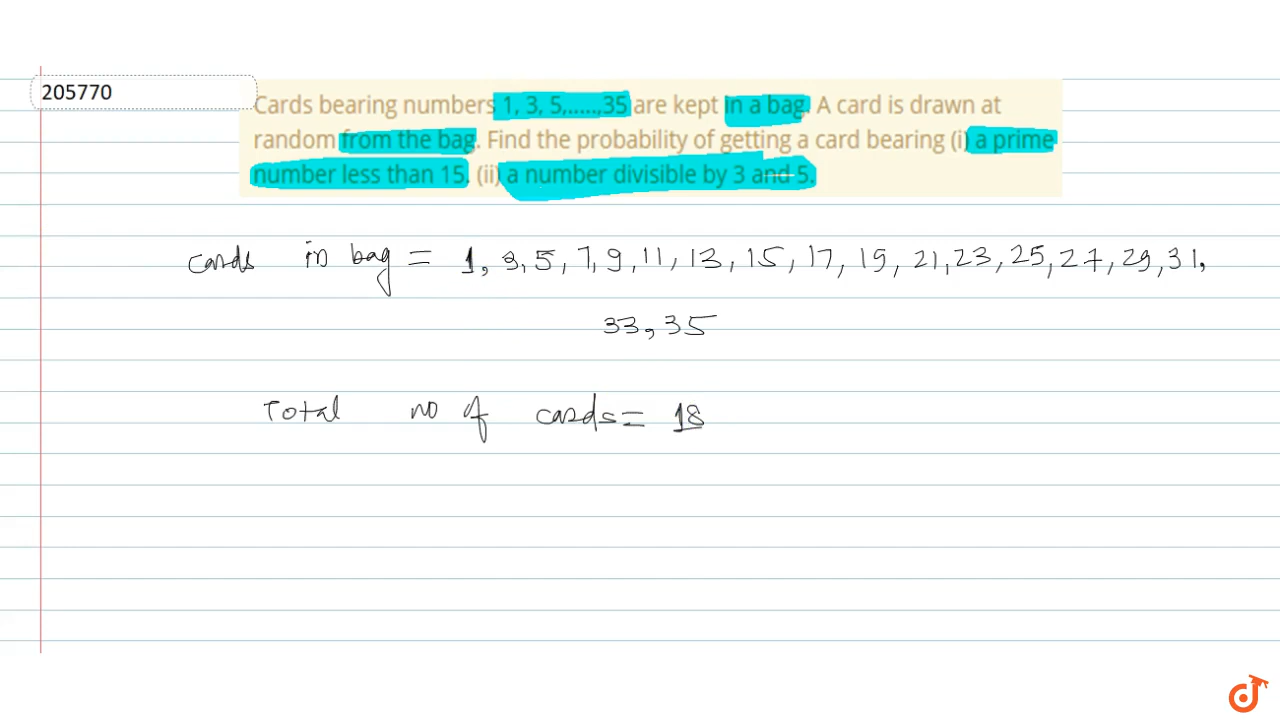 205770
Cards bearing numbers 1, 3, 5,.....,35 are kept in a bag. A card is drawn at
random from the bag. Find the probability of getting a card bearing (i) a prime
number less than 15. (ii) a number divisible by 3 and 5.
cards in bag = 1, 3, 5, 7, 9, 11, 13, 15, 17, 19, 21, 23, 25, 27, 29, 31,
33, 35
Total no of cards = 18